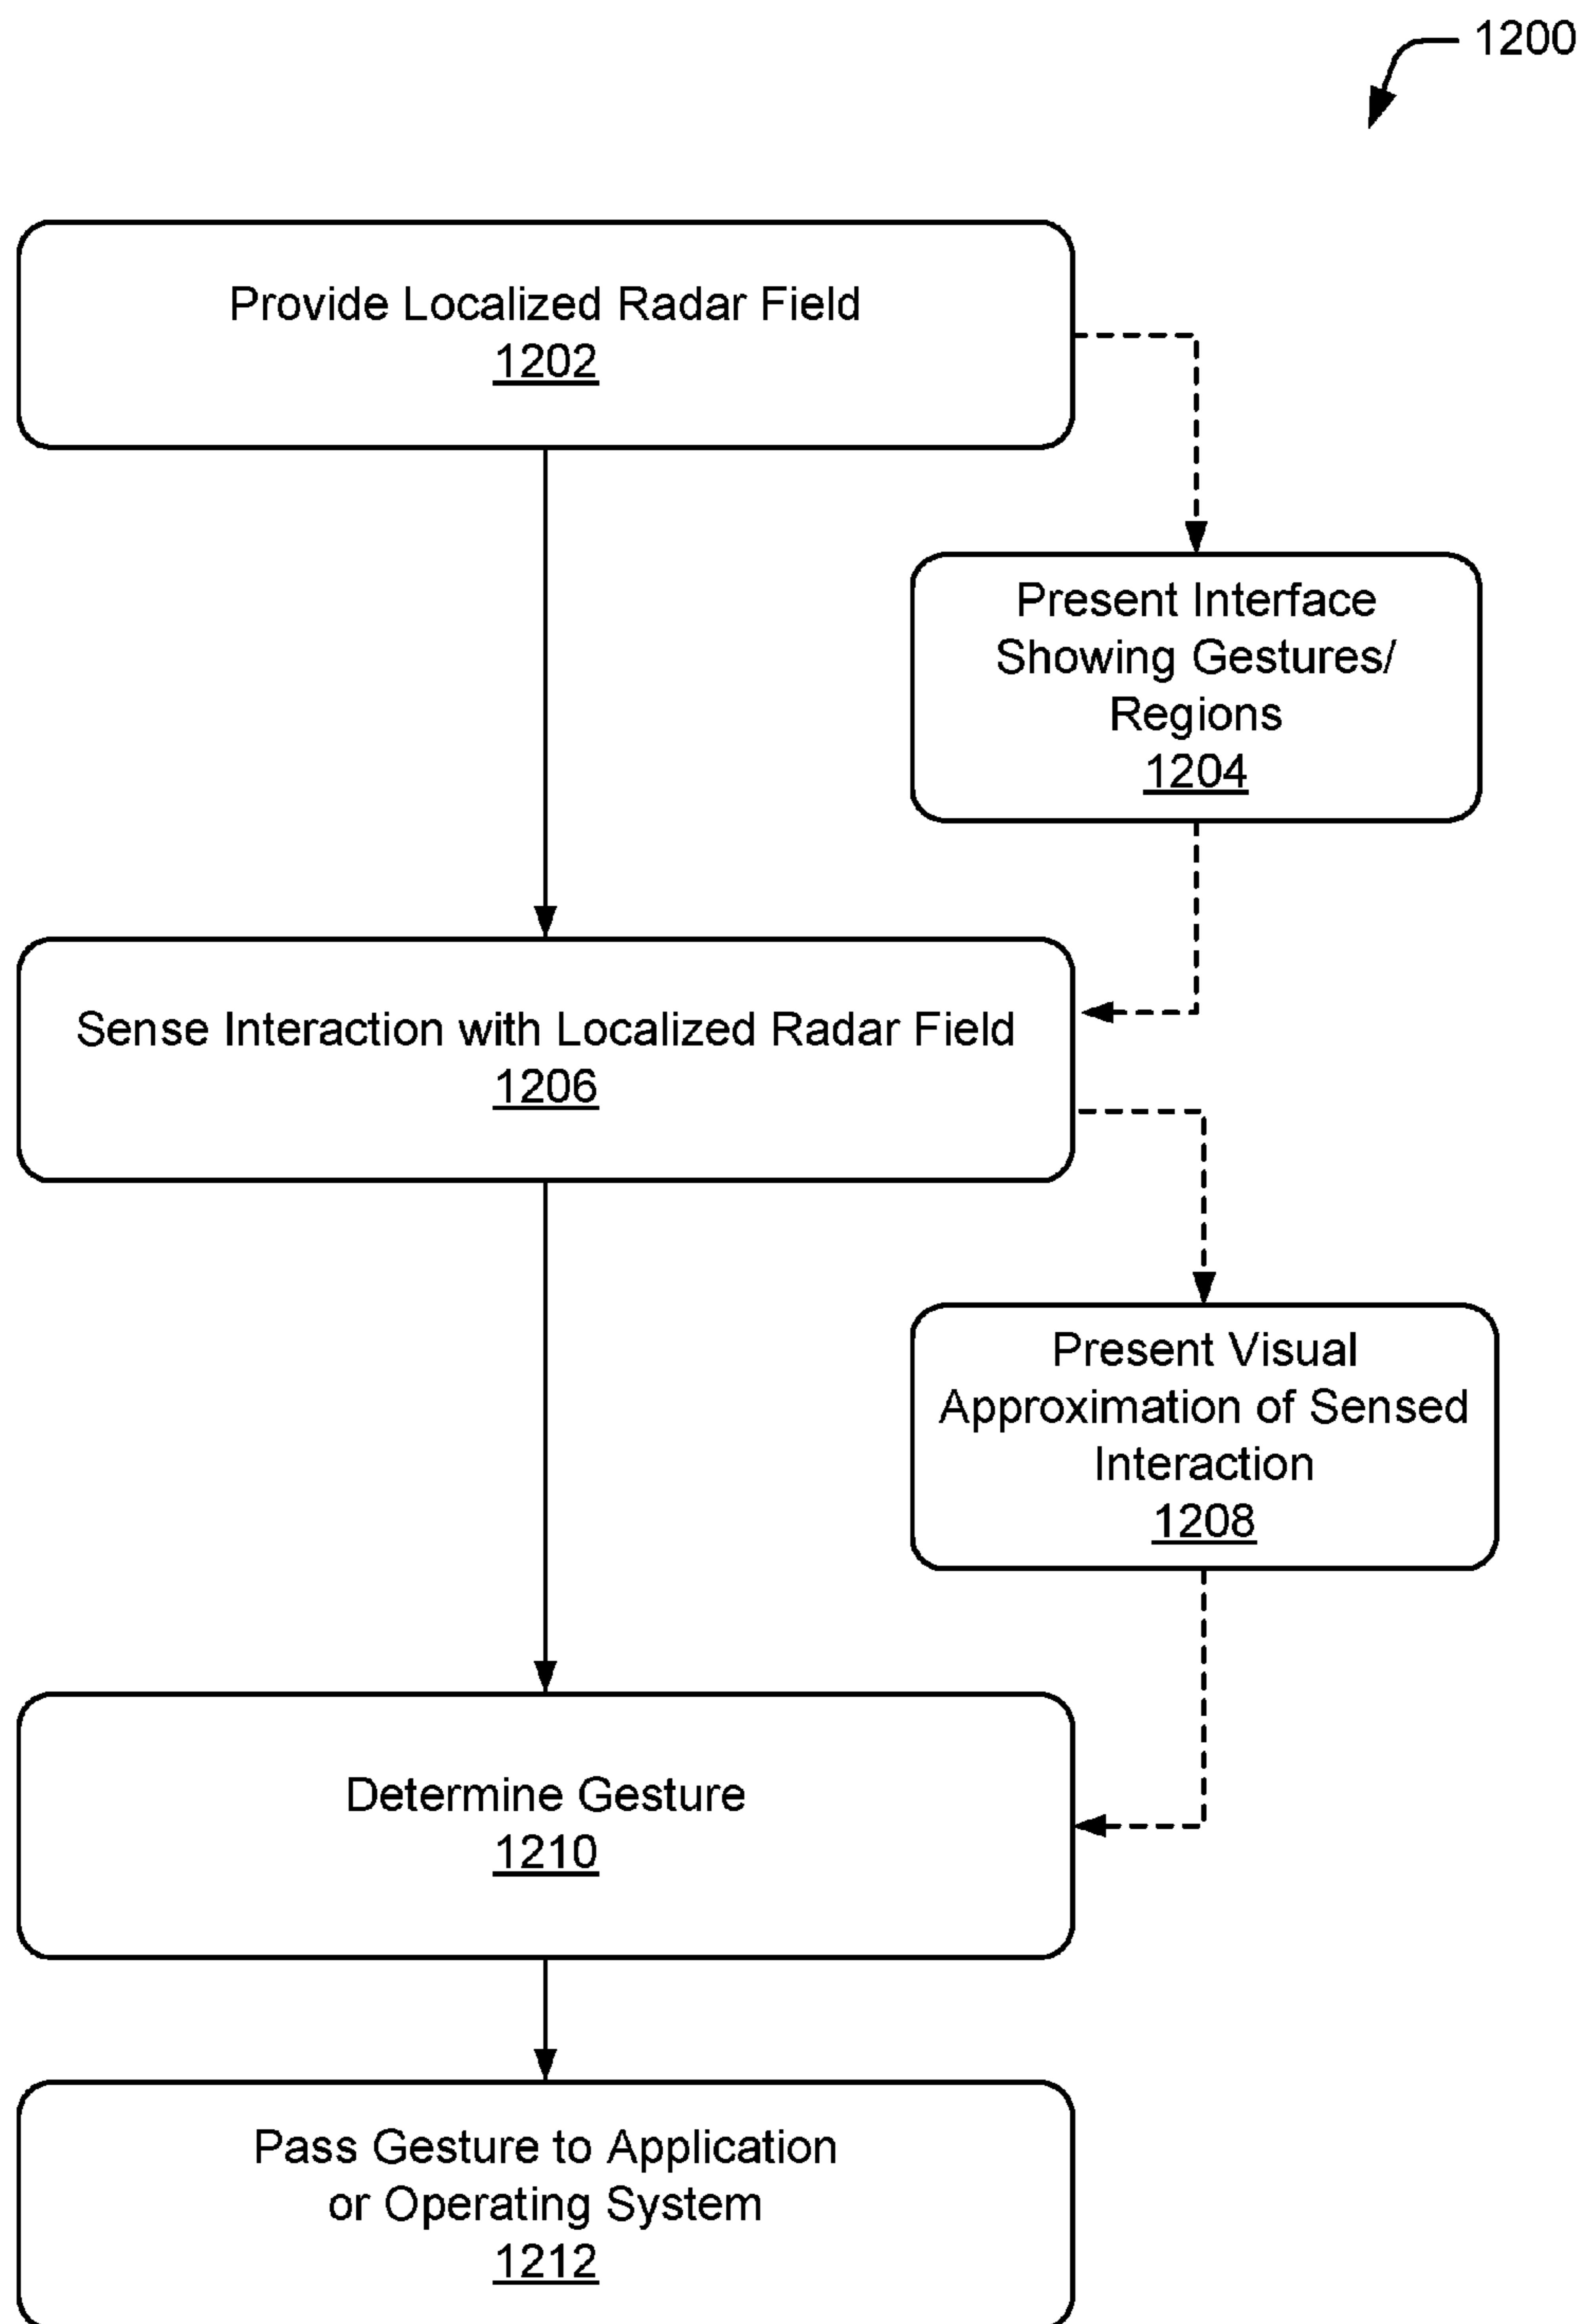 1200
Provide Localized Radar Field
1202
Present Interface
Showing Gestures/
Regions
1204
Sense Interaction with Localized Radar Field
1206
Present Visual
Approximation of Sensed
Interaction
1208
Determine Gesture
1210
Pass Gesture to Application
or Operating System
1212